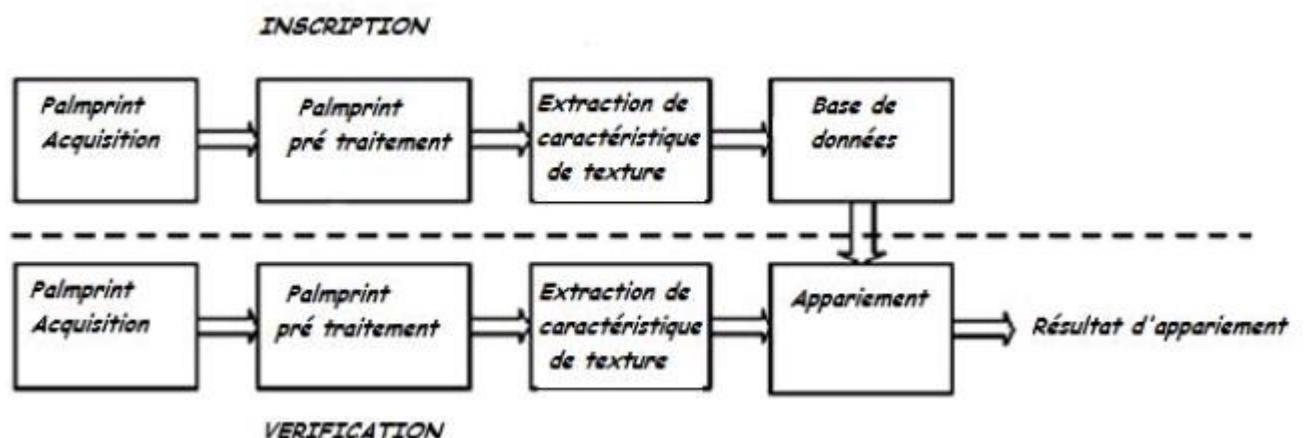 INSCRIPTION
Palmprint
Acquisition
Palmprint
pré traitement
Extraction de
caractéristique
de texture
Base de
données
Palmprint
Acquisition
Palmprint
pré traitement
Extraction de
caractéristique
de texture
Appariement
Résultat d'appariement
VERIFICATION